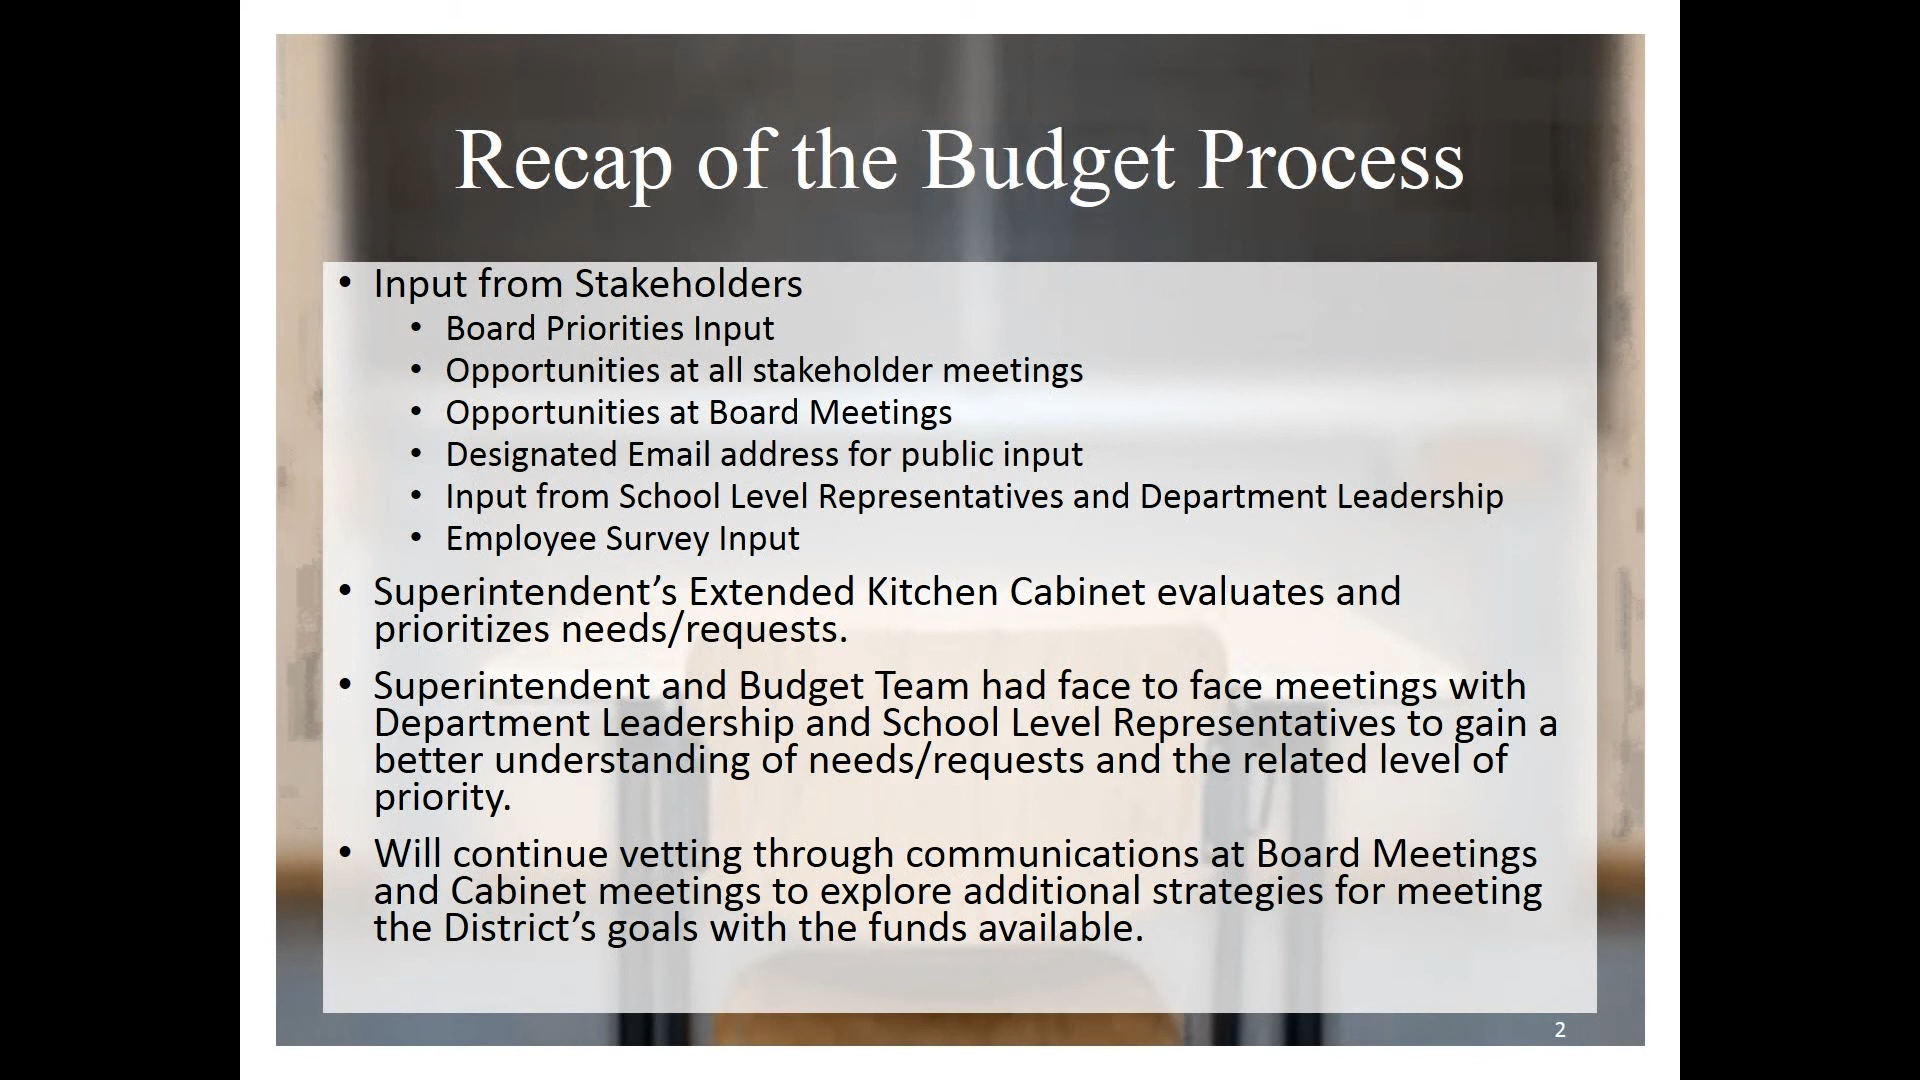 Recap of the Budget Process
• Input from Stakeholders
• Board Priorities Input
• Opportunities at all stakeholder meetings
• Opportunities at Board Meetings
• Designated Email address for public input
• Input from School Level Representatives and Department Leadership
• Employee Survey Input
• Superintendent’s Extended Kitchen Cabinet evaluates and
prioritizes needs/requests.
• Superintendent and Budget Team had face to face meetings with
Department Leadership and School Level Representatives to gain a
better understanding of needs/requests and the related level of
priority.
• Will continue vetting through communications at Board Meetings
and Cabinet meetings to explore additional strategies for meeting
the District’s goals with the funds available.
2